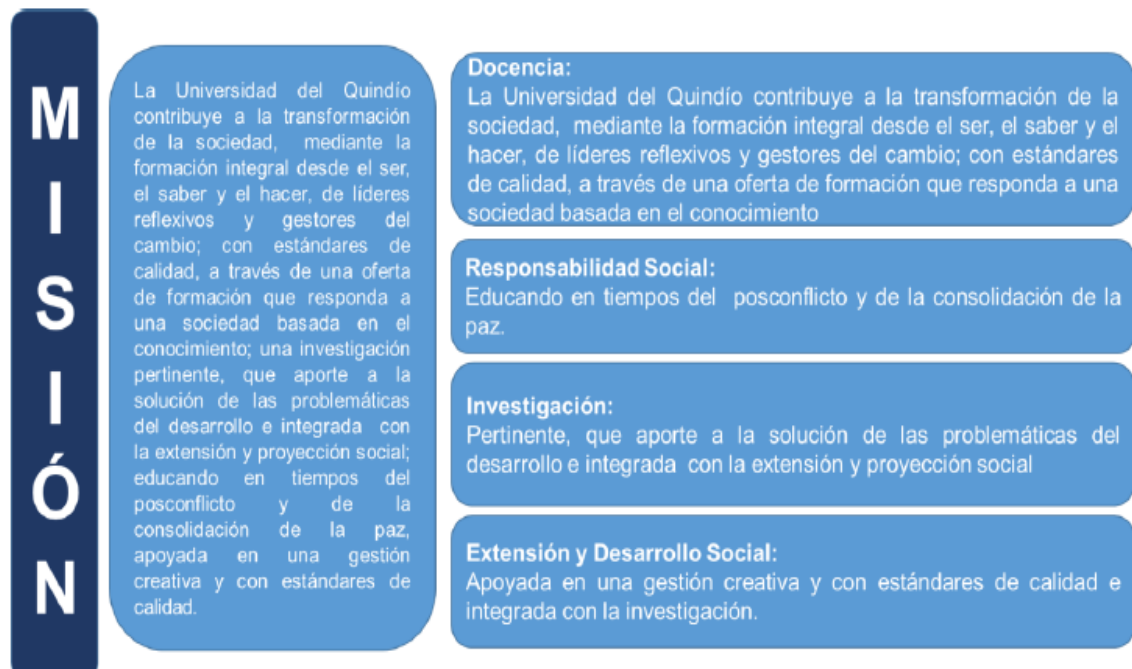 MISIÓN
La Universidad del Quindío
contribuye a la transformación
de la sociedad, mediante la
formación integral desde el ser,
el saber y el hacer, de líderes
reflexivos y gestores del
cambio; con estándares de
calidad, a través de una oferta
de formación que responda a
una sociedad basada en el
conocimiento; una investigación
pertinente, que aporte a la
solución de las problemáticas
del desarrollo e integrada con
la extensión y proyección social;
educando en tiempos del
posconflicto y de la
consolidación de la paz,
apoyada en una gestión
creativa y con estándares de
calidad.
Docencia:
La Universidad del Quindío contribuye a la transformación de la
sociedad, mediante la formación integral desde el ser, el saber y el
hacer, de líderes reflexivos y gestores del cambio; con estándares
de calidad, a través de una oferta de formación que responda a una
sociedad basada en el conocimiento
Responsabilidad Social:
Educando en tiempos del posconflicto y de la consolidación de la
paz.
Investigación:
Pertinente, que aporte a la solución de las problemáticas del
desarrollo e integrada con la extensión y proyección social
Extensión y Desarrollo Social:
Apoyada en una gestión creativa y con estándares de calidad e
integrada con la investigación.